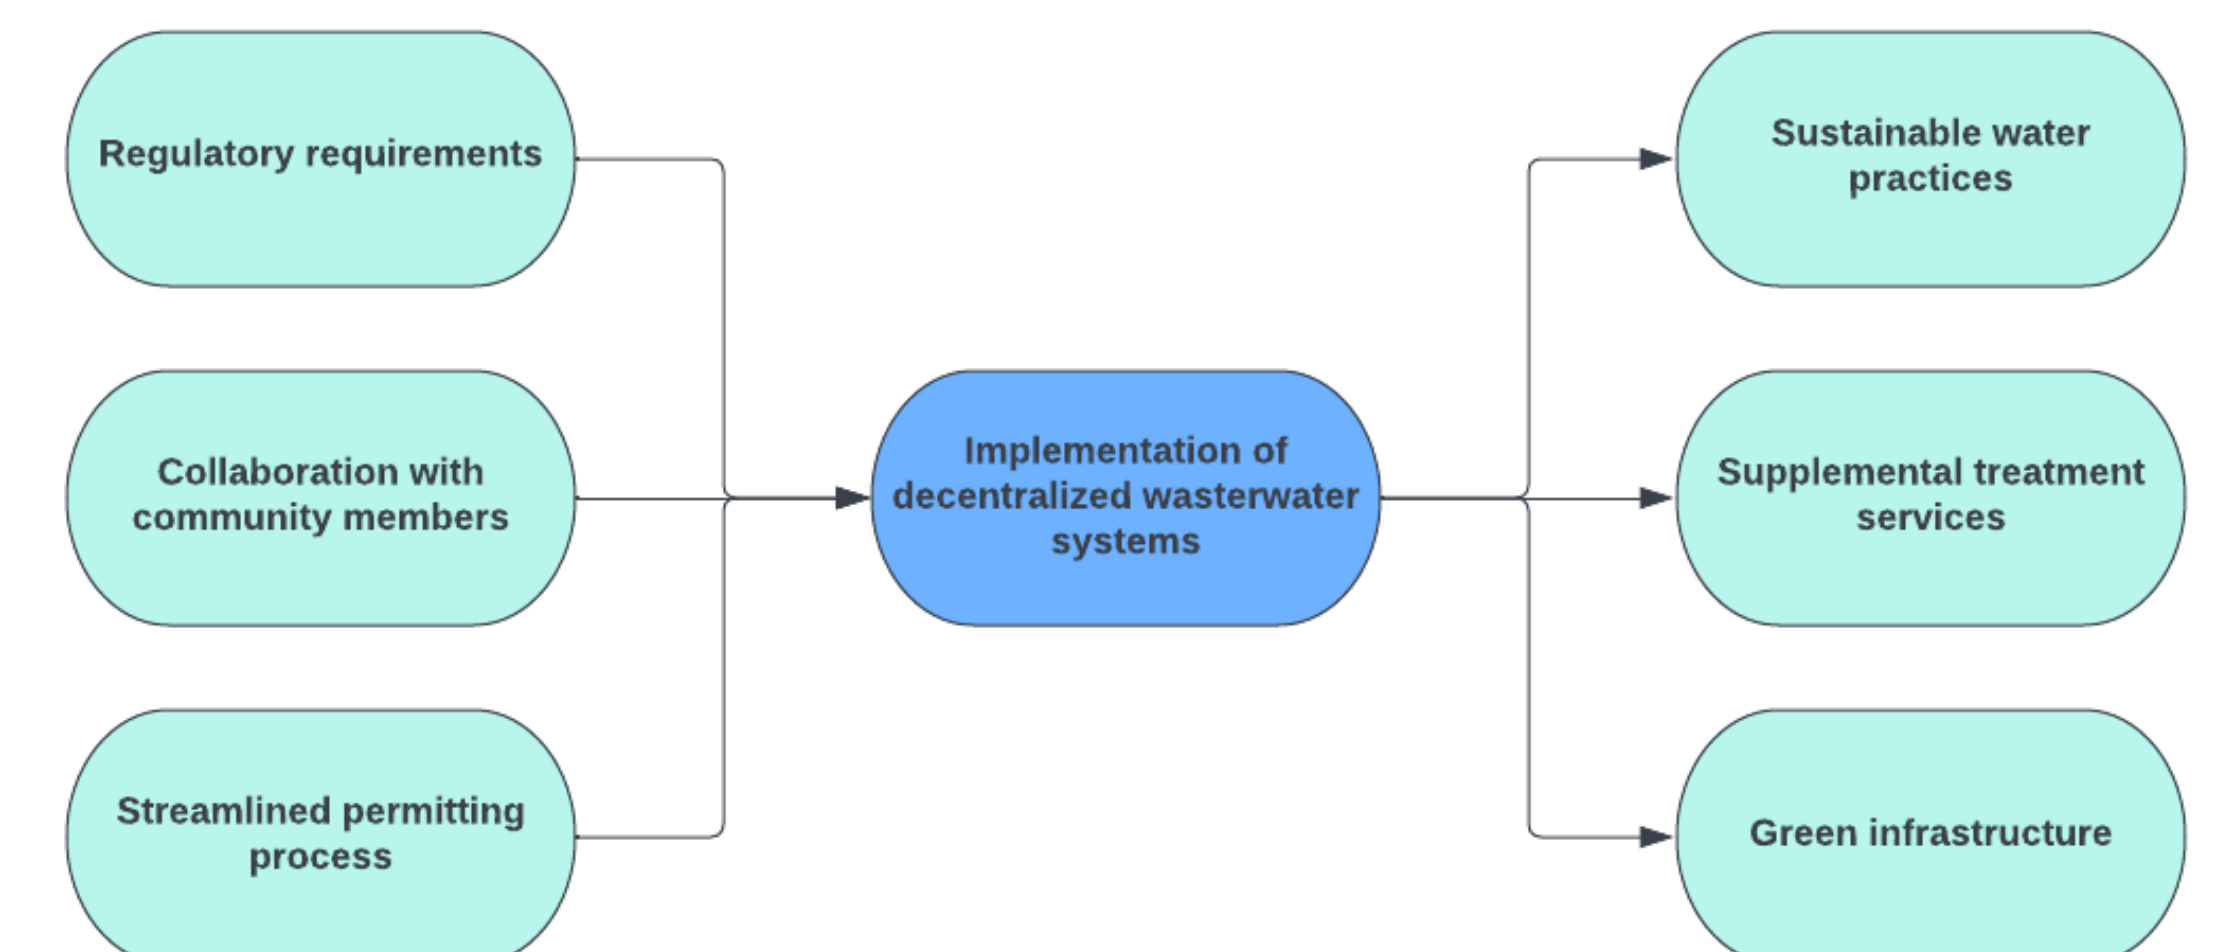 Regulatory requirements
Collaboration with
community members
Streamlined permitting
process
Implementation of
decentralized wasterwater
systems
Sustainable water
practices
Supplemental treatment
services
Green infrastructure